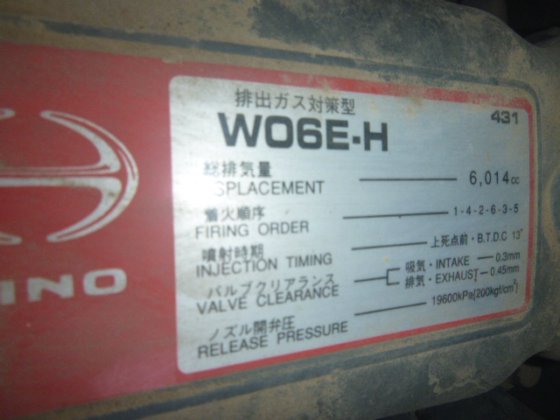 排出ガス対策型
431
W06E-H
総排気量
SPLACEMENT 6,014cc
着火順序
FIRING ORDER 1-4-2-6-3-5
噴射時期
INJECTION TIMING 上死点前・B.T.D.C 13°
バルブクリアランス 吸気・INTAKE 0.3mm
VALVE CLEARANCE 排気・EXHAUST 0.45mm
ノズル開弁圧
RELEASE PRESSURE 19600kPa{200kgf/cm²}
INO